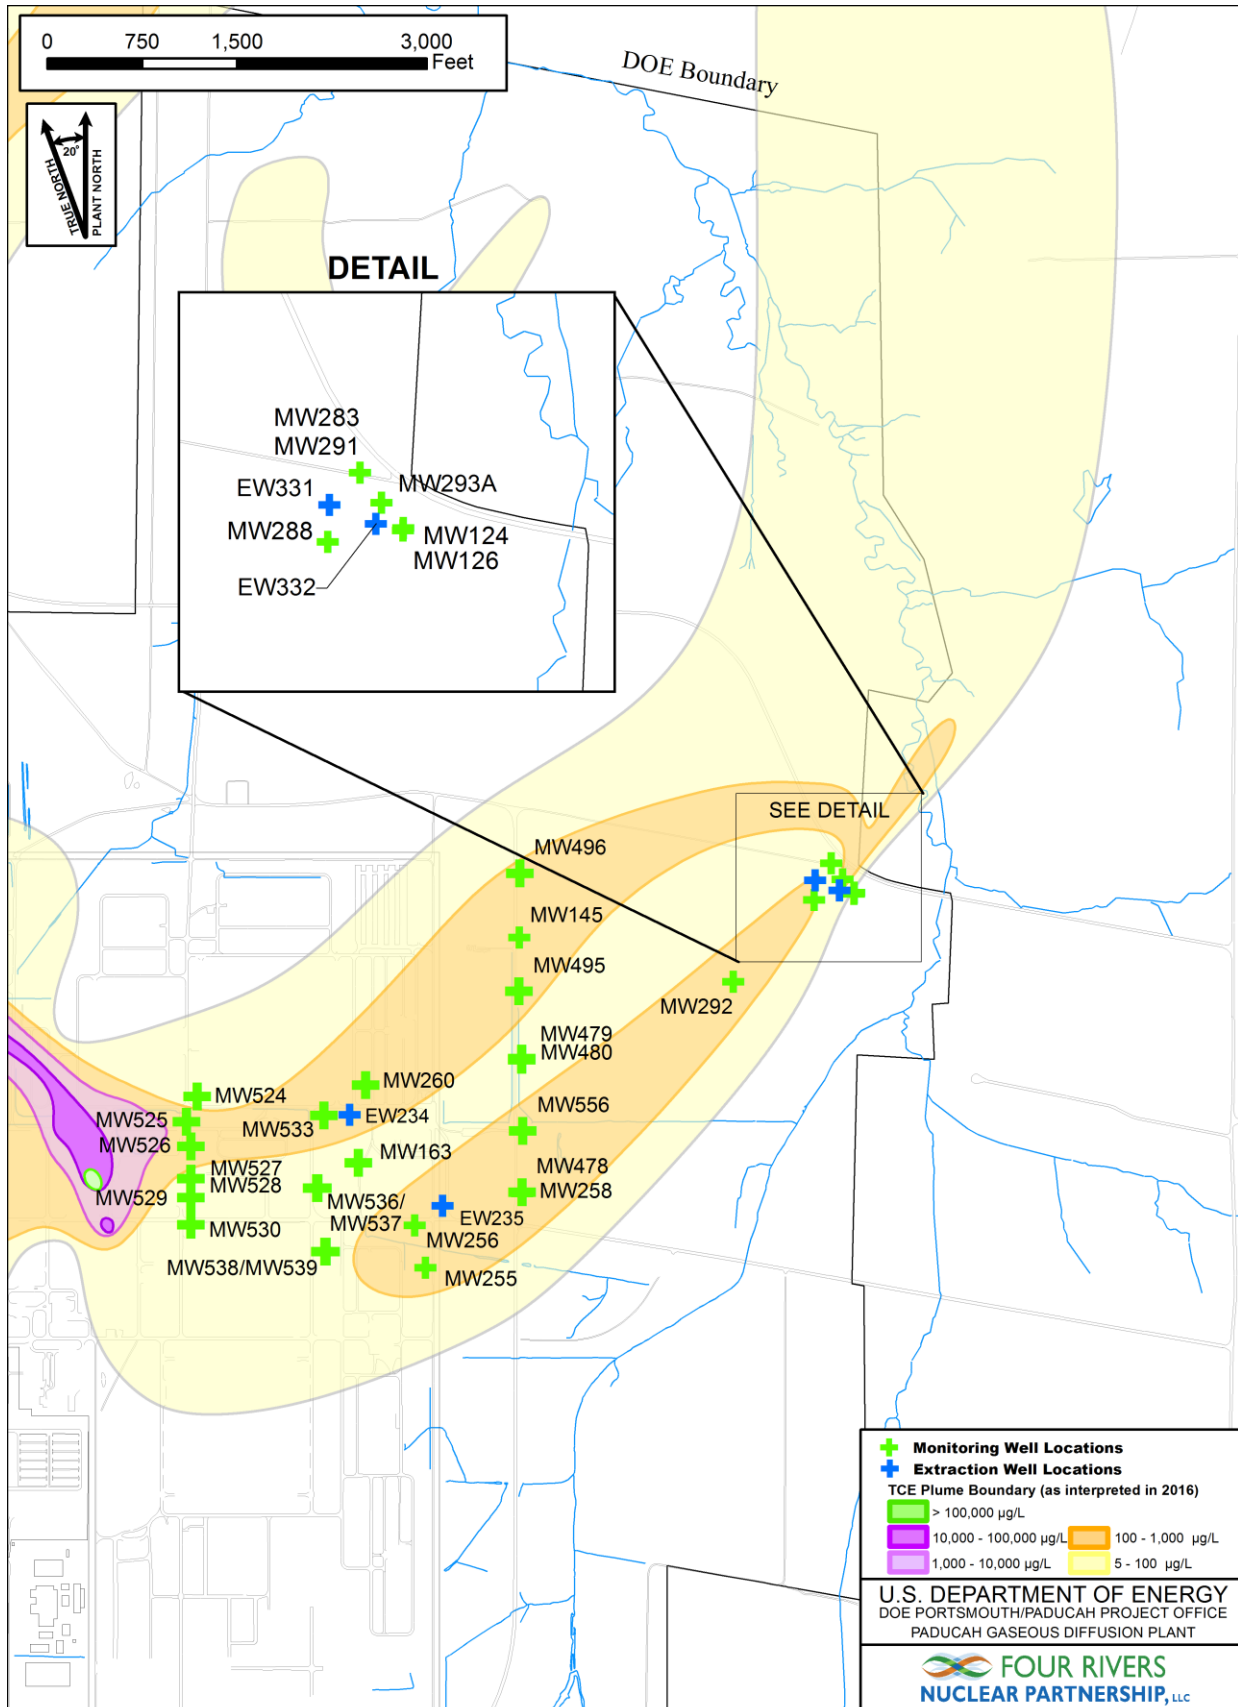 0 750 1,500 3,000
Feet
DOE Boundary
TRUE NORTH
20°
PLANT NORTH
DETAIL
MW283
MW291
MW293A
EW331
MW288
MW124
MW126
EW332
SEE DETAIL
MW496
MW145
MW495
MW292
MW479
MW480
MW260
MW524
MW556
MW525
EW234
MW533
MW526
MW163
MW527
MW478
MW528
MW258
MW529
MW536/
MW537
EW235
MW530
MW256
MW538/MW539
MW255
Monitoring Well Locations
Extraction Well Locations
TCE Plume Boundary (as interpreted in 2016)
> 100,000 µg/L
10,000 - 100,000 µg/L 100 - 1,000 µg/L
1,000 - 10,000 µg/L 5 - 100 µg/L
U.S. DEPARTMENT OF ENERGY
DOE PORTSMOUTH/PADUCAH PROJECT OFFICE
PADUCAH GASEOUS DIFFUSION PLANT
FOUR RIVERS
NUCLEAR PARTNERSHIP, LLC